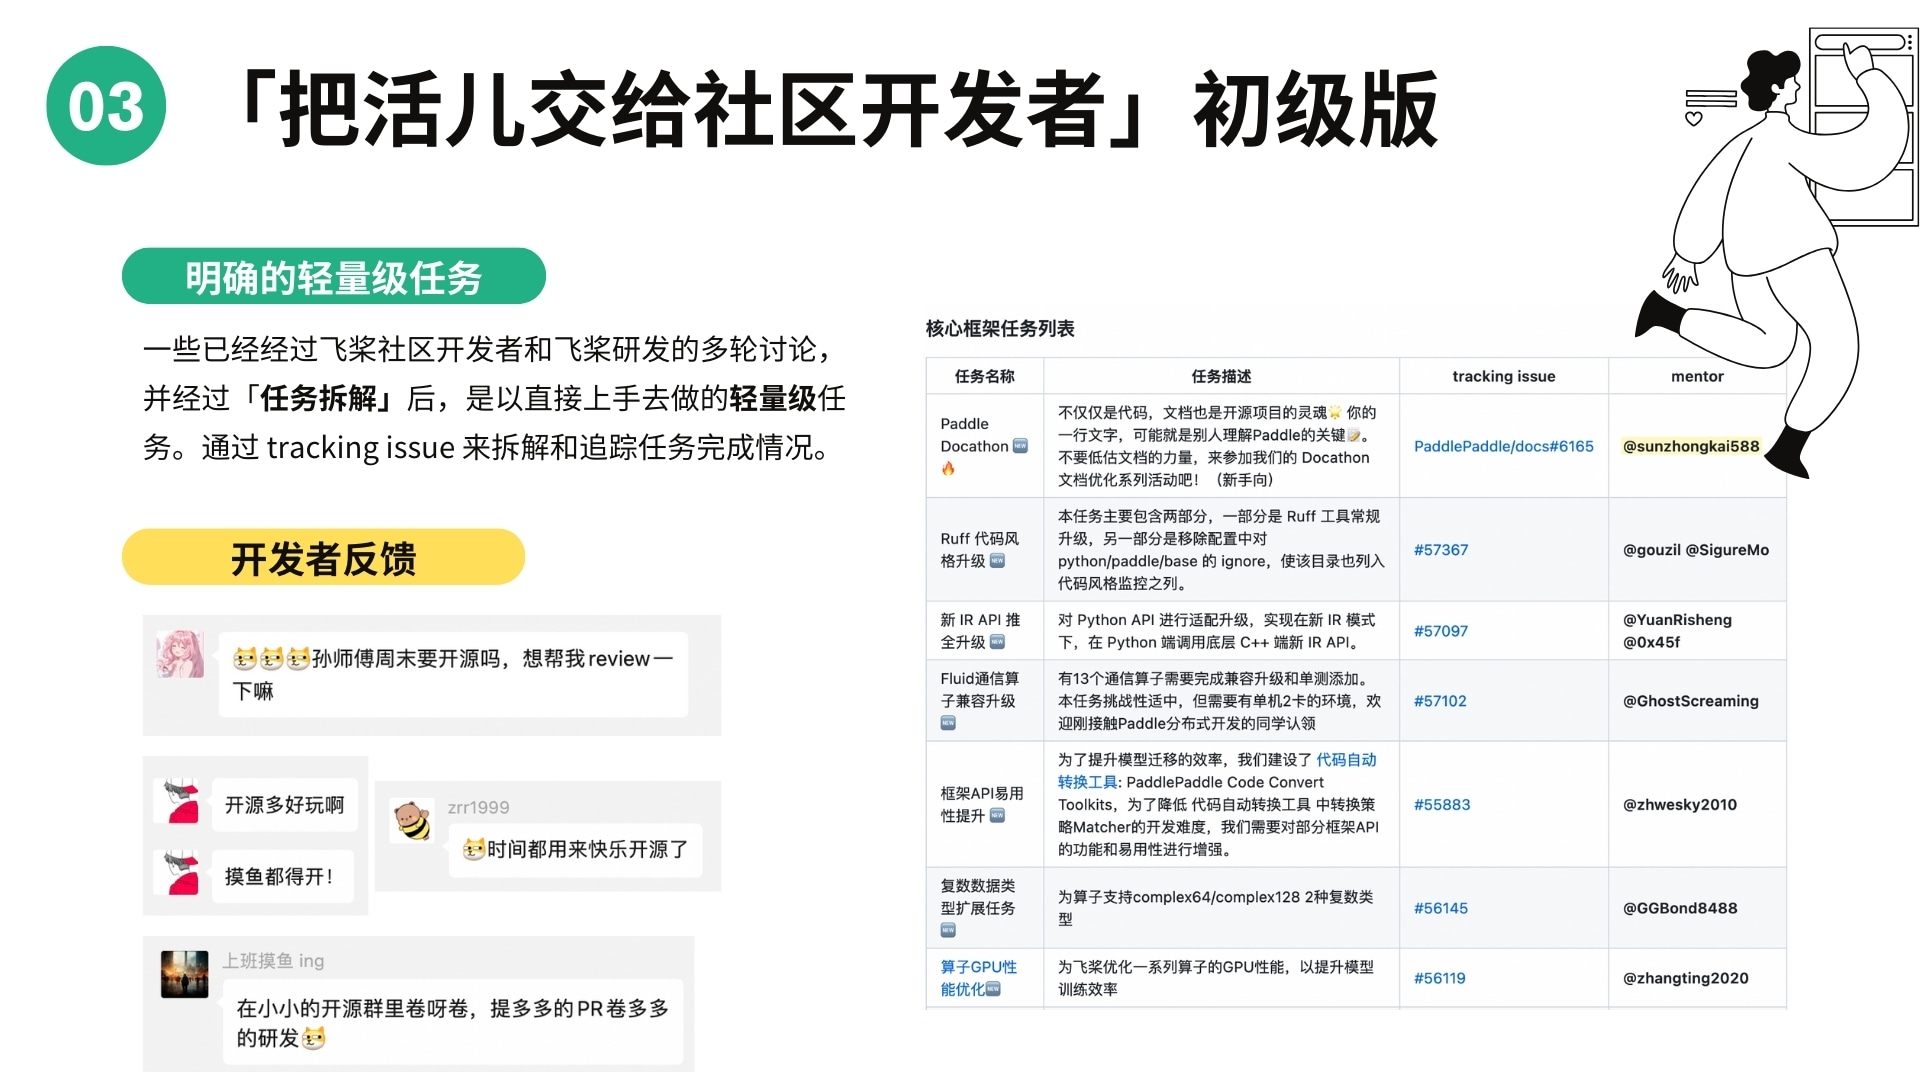 03
「把活儿交给社区开发者」初级版
明确的轻量级任务
一些已经经过飞桨社区开发者和飞桨研发的多轮讨论，
并经过「任务拆解」后，是以直接上手去做的轻量级任
务。通过 tracking issue 来拆解和追踪任务完成情况。
开发者反馈
孙师傅周末要开源吗，想帮我review一
下嘛
开源多好玩啊
摸鱼都得开！
zrr1999
时间都用来快乐开源了
上班摸鱼 ing
在小小的开源群里卷呀卷，提多多的PR卷多多
的研发
核心框架任务列表
任务名称
任务描述
tracking issue
mentor
Paddle
Docathon NEW
不仅仅是代码，文档也是开源项目的灵魂 你的
一行文字，可能就是别人理解Paddle的关键。
不要低估文档的力量，来参加我们的 Docathon
文档优化系列活动吧！（新手向）
PaddlePaddle/docs#6165
@sunzhongkai588
Ruff 代码风
格升级 NEW
本任务主要包含两部分，一部分是 Ruff 工具常规
升级，另一部分是移除配置中对
python/paddle/base 的 ignore，使该目录也列入
代码风格监控之列。
#57367
@gouzil @SigureMo
新 IR API 推
全升级 NEW
对 Python API 进行适配升级，实现在新 IR 模式
下，在 Python 端调用底层 C++ 端新 IR API。
#57097
@YuanRisheng
@0x45f
Fluid通信算
子兼容升级
NEW
有13个通信算子需要完成兼容升级和单测添加。
本任务挑战性适中，但需要有单机2卡的环境，欢
迎刚接触Paddle分布式开发的同学认领
#57102
@GhostScreaming
框架API易用
性提升 NEW
为了提升模型迁移的效率，我们建设了 代码自动
转换工具: PaddlePaddle Code Convert
Toolkits，为了降低 代码自动转换工具 中转换策
略Matcher的开发难度，我们需要对部分框架API
的功能和易用性进行增强。
#55883
@zhwesky2010
复数数据类
型扩展任务
NEW
为算子支持complex64/complex128 2种复数类
型
#56145
@GGBond8488
算子GPU性
能优化NEW
为飞桨优化一系列算子的GPU性能，以提升模型
训练效率
#56119
@zhangting2020